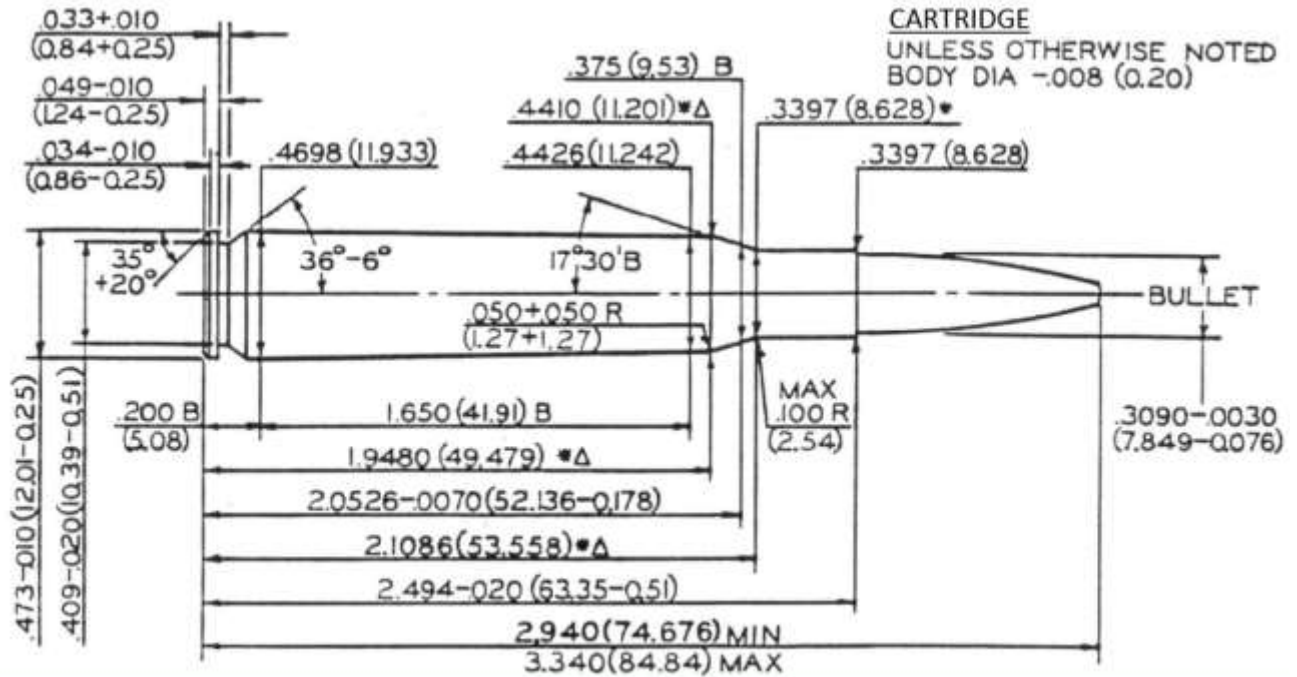 .033+.010
(0.84+0.25)
.049-.010
(1.24-0.25)
.034-.010
(0.86-0.25)
CARTRIDGE
UNLESS OTHERWISE NOTED
BODY DIA -.008 (0.20)
.375 (9.53) B
.4410 (11.201)*Δ
.3397 (8.628)*
.4698 (11.933)
.4426(11.242)
.3397 (8.628)
35°
+20°
36°-6°
17°30'B
.050+.050 R
(1.27+1.27)
BULLET
.473-.010 (12.01-0.25)
.409-.020 (10.39-0.51)
.200 B
(5.08)
1.650 (41.91) B
MAX
.100 R
(2.54)
.3090-.0030
(7.849-0.076)
1.9480 (49.479) *Δ
2.0526-.0070 (52.136-0.178)
2.1086(53.558)*Δ
2.494-.020 (63.35-0.51)
2.940(74.676) MIN
3.340(84.84) MAX